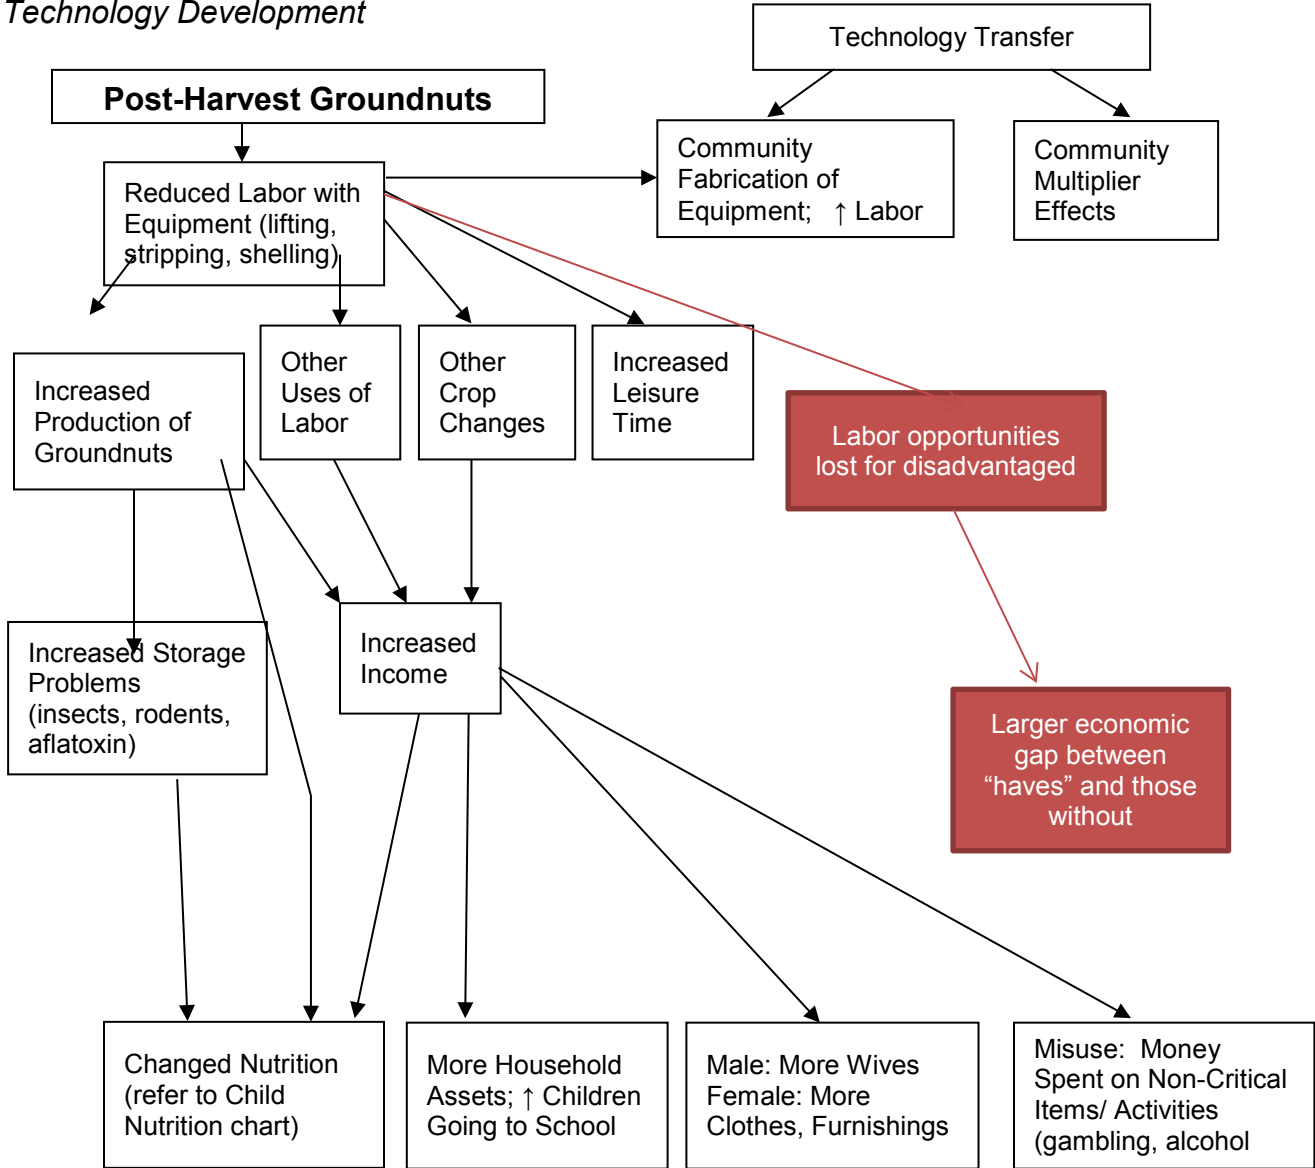 Technology Development
Technology Transfer
Post-Harvest Groundnuts
Community
Fabrication of
Equipment; ↑ Labor
Community
Multiplier
Effects
Reduced Labor with
Equipment (lifting,
stripping, shelling)
Increased
Production of
Groundnuts
Other
Uses of
Labor
Other
Crop
Changes
Increased
Leisure
Time
Labor opportunities
lost for disadvantaged
Increased Storage
Problems
(insects, rodents,
aflatoxin)
Increased
Income
Larger economic
gap between
“haves” and those
without
Changed Nutrition
(refer to Child
Nutrition chart)
More Household
Assets; ↑ Children
Going to School
Male: More Wives
Female: More
Clothes, Furnishings
Misuse: Money
Spent on Non-Critical
Items/ Activities
(gambling, alcohol